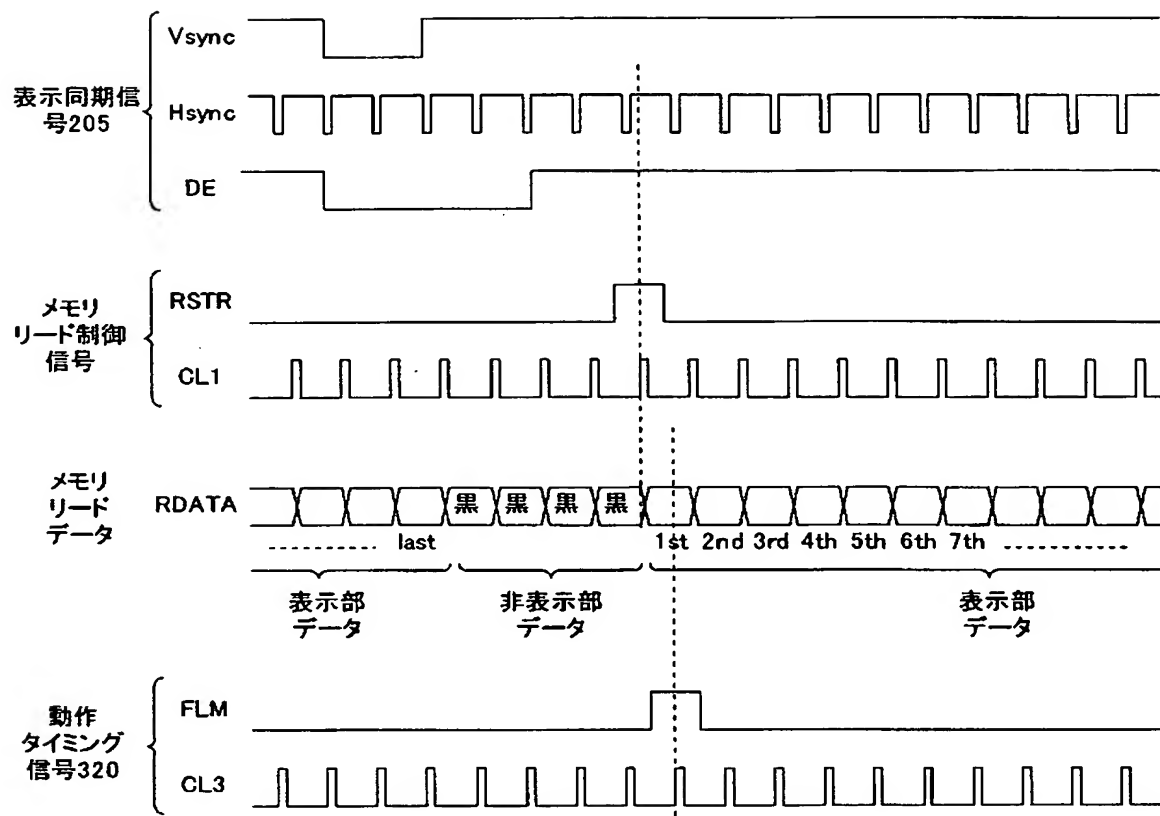 表示同期信
号205
Vsync
Hsync
DE
メモリ
リード制御
信号
RSTR
CL1
メモリ
リード
データ
RDATA
黒 黒 黒 黒
last 1st 2nd 3rd 4th 5th 6th 7th
表示部
データ
非表示部
データ
表示部
データ
動作
タイミング
信号320
FLM
CL3